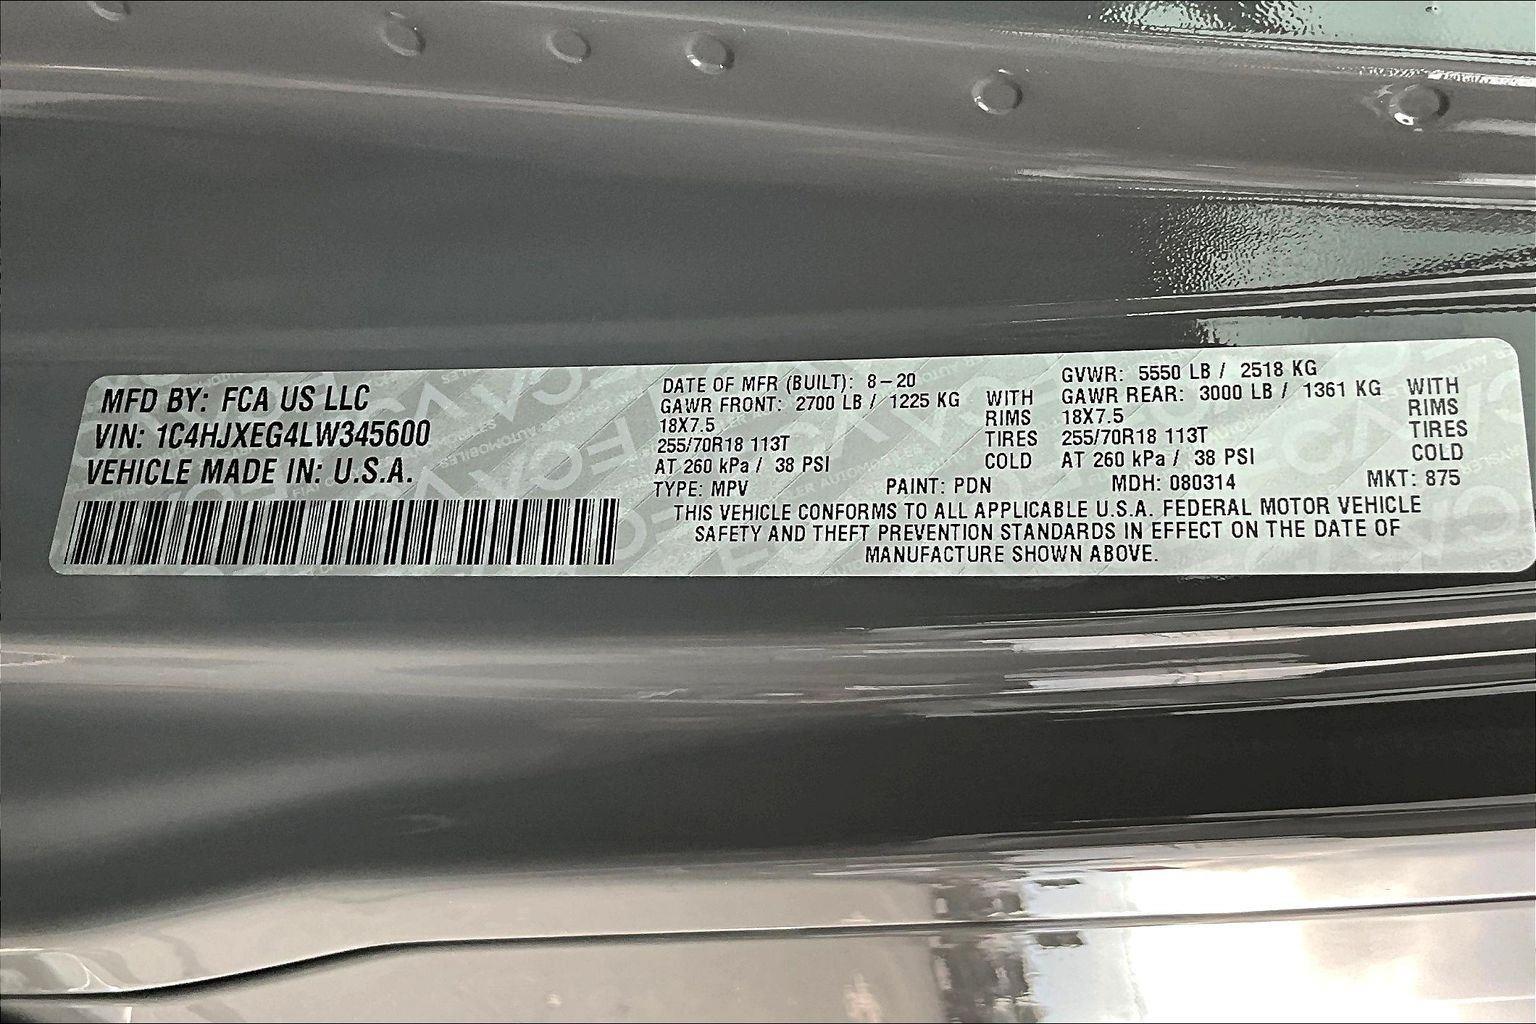 MFD BY: FCA US LLC
VIN: 1C4HJXEG4LW345600
VEHICLE MADE IN: U.S.A.
DATE OF MFR (BUILT): 8-20
GAWR FRONT: 2700 LB / 1225 KG WITH
18X7.5 RIMS
255/70R18 113T TIRES
AT 260 kPa / 38 PSI COLD
GVWR: 5550 LB / 2518 KG
GAWR REAR: 3000 LB / 1361 KG WITH
18X7.5 RIMS
255/70R18 113T TIRES
AT 260 kPa / 38 PSI COLD
TYPE: MPV PAINT: PDN MDH: 080314 MKT: 875
THIS VEHICLE CONFORMS TO ALL APPLICABLE U.S.A. FEDERAL MOTOR VEHICLE
SAFETY AND THEFT PREVENTION STANDARDS IN EFFECT ON THE DATE OF
MANUFACTURE SHOWN ABOVE.